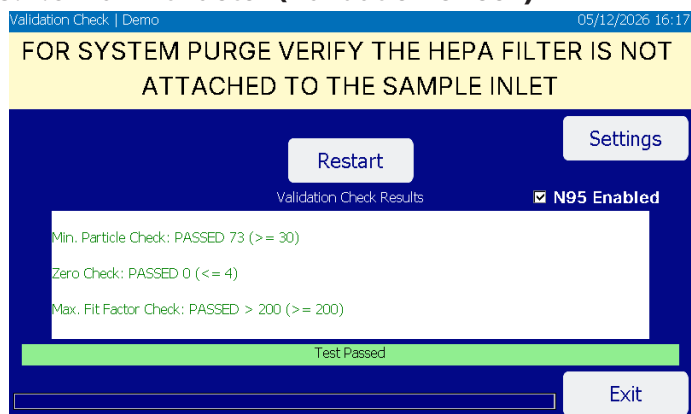 Validation Check | Demo 05/12/2026 16:17
FOR SYSTEM PURGE VERIFY THE HEPA FILTER IS NOT
ATTACHED TO THE SAMPLE INLET
Settings
Restart
Validation Check Results
N95 Enabled
Min. Particle Check: PASSED 73 (>= 30)
Zero Check: PASSED 0 (<= 4)
Max. Fit Factor Check: PASSED > 200 (>= 200)
Test Passed
Exit